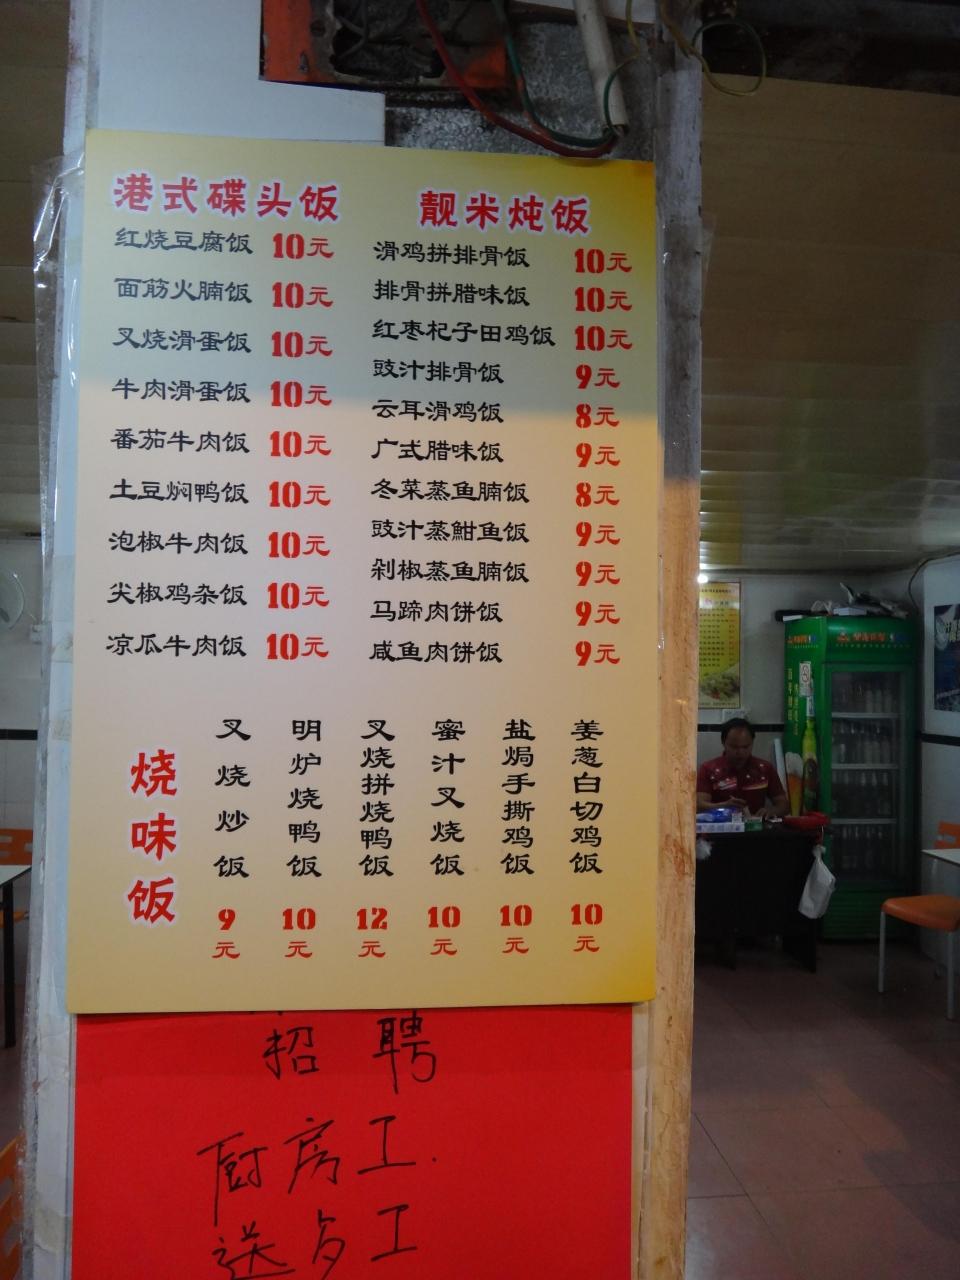 港式碟头饭
红烧豆腐饭 10元
面筋火腩饭 10元
叉烧滑蛋饭 10元
牛肉滑蛋饭 10元
番茄牛肉饭 10元
土豆焖鸭饭 10元
泡椒牛肉饭 10元
尖椒鸡杂饭 10元
凉瓜牛肉饭 10元
靓米炖饭
滑鸡拼排骨饭 10元
排骨拼腊味饭 10元
红枣杞子田鸡饭 10元
豉汁排骨饭 9元
云耳滑鸡饭 8元
广式腊味饭 9元
冬菜蒸鱼腩饭 8元
豉汁蒸鮒鱼饭 9元
剁椒蒸鱼腩饭 9元
马蹄肉饼饭 9元
咸鱼肉饼饭 9元
烧味饭
叉烧炒饭 9元
明炉烧鸭饭 10元
叉烧拼烧鸭饭 12元
蜜汁叉烧饭 10元
盐焗手撕鸡饭 10元
姜葱白切鸡饭 10元
招聘
厨房工
送歺工